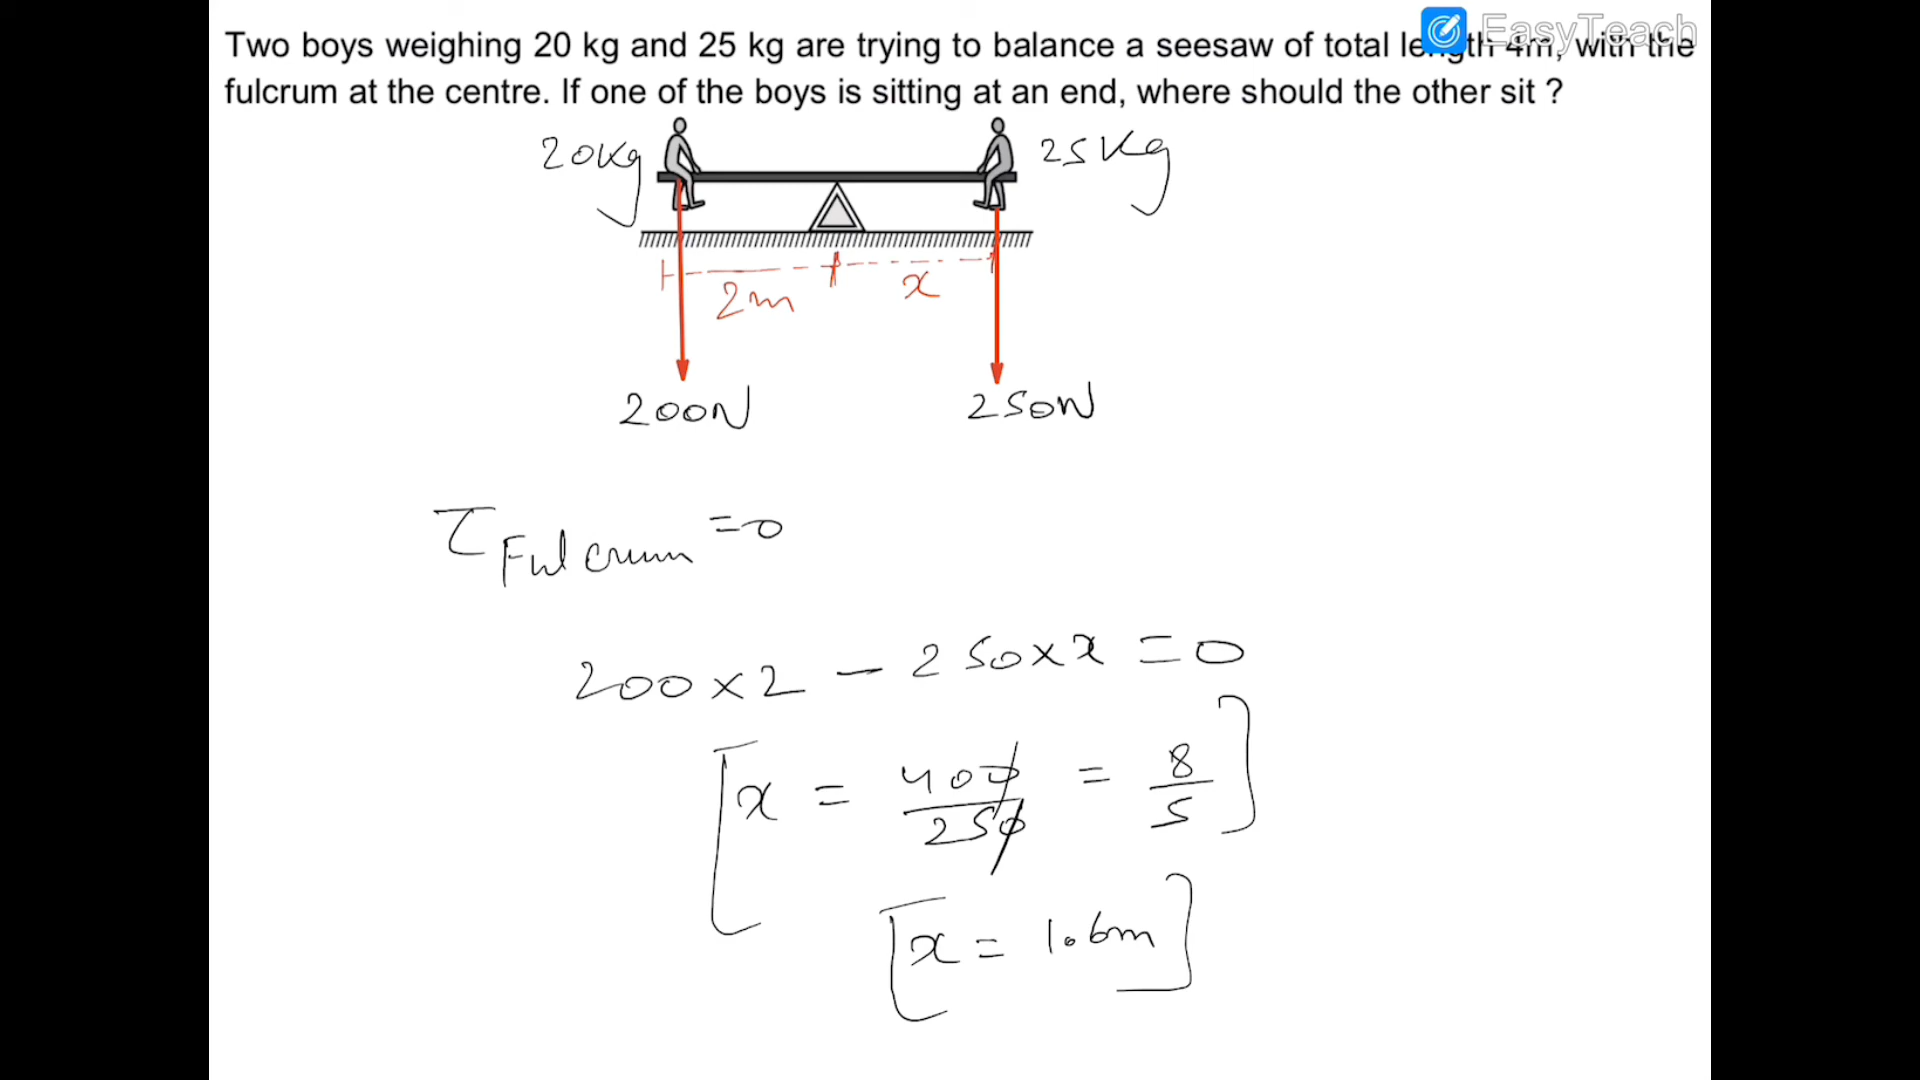 EasyTeach
Two boys weighing 20 kg and 25 kg are trying to balance a seesaw of total length 4m, with the
fulcrum at the centre. If one of the boys is sitting at an end, where should the other sit ?
20Kg 25Kg
2m x
200N 250N
τ Fulcrum =0
200×2 – 250×x = 0
x = 400/250 = 8/5
x = 1.6m